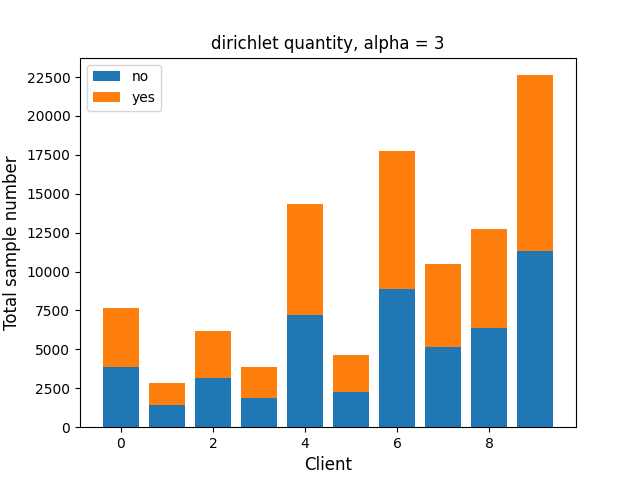 dirichlet quantity, alpha = 3
no
yes
Total sample number
22500
20000
17500
15000
12500
10000
7500
5000
2500
0
0 2 4 6 8
Client